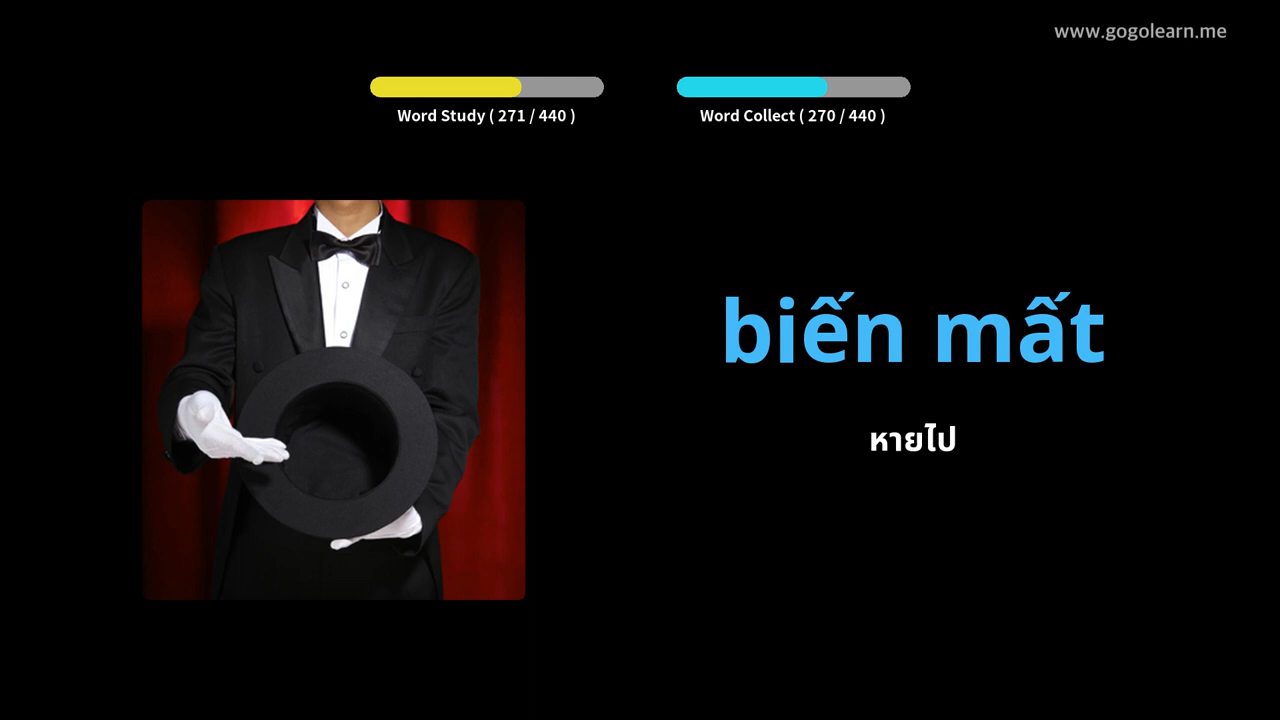 www.gogolearn.me
Word Study ( 271 / 440 )
Word Collect ( 270 / 440 )
biến mất
หายไป